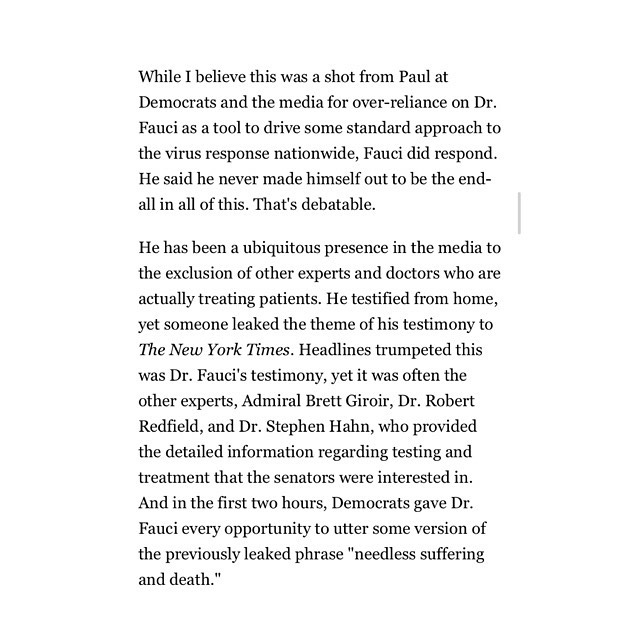 While I believe this was a shot from Paul at
Democrats and the media for over-reliance on Dr.
Fauci as a tool to drive some standard approach to
the virus response nationwide, Fauci did respond.
He said he never made himself out to be the end-
all in all of this. That's debatable.
He has been a ubiquitous presence in the media to
the exclusion of other experts and doctors who are
actually treating patients. He testified from home,
yet someone leaked the theme of his testimony to
The New York Times. Headlines trumpeted this
was Dr. Fauci's testimony, yet it was often the
other experts, Admiral Brett Giroir, Dr. Robert
Redfield, and Dr. Stephen Hahn, who provided
the detailed information regarding testing and
treatment that the senators were interested in.
And in the first two hours, Democrats gave Dr.
Fauci every opportunity to utter some version of
the previously leaked phrase "needless suffering
and death."